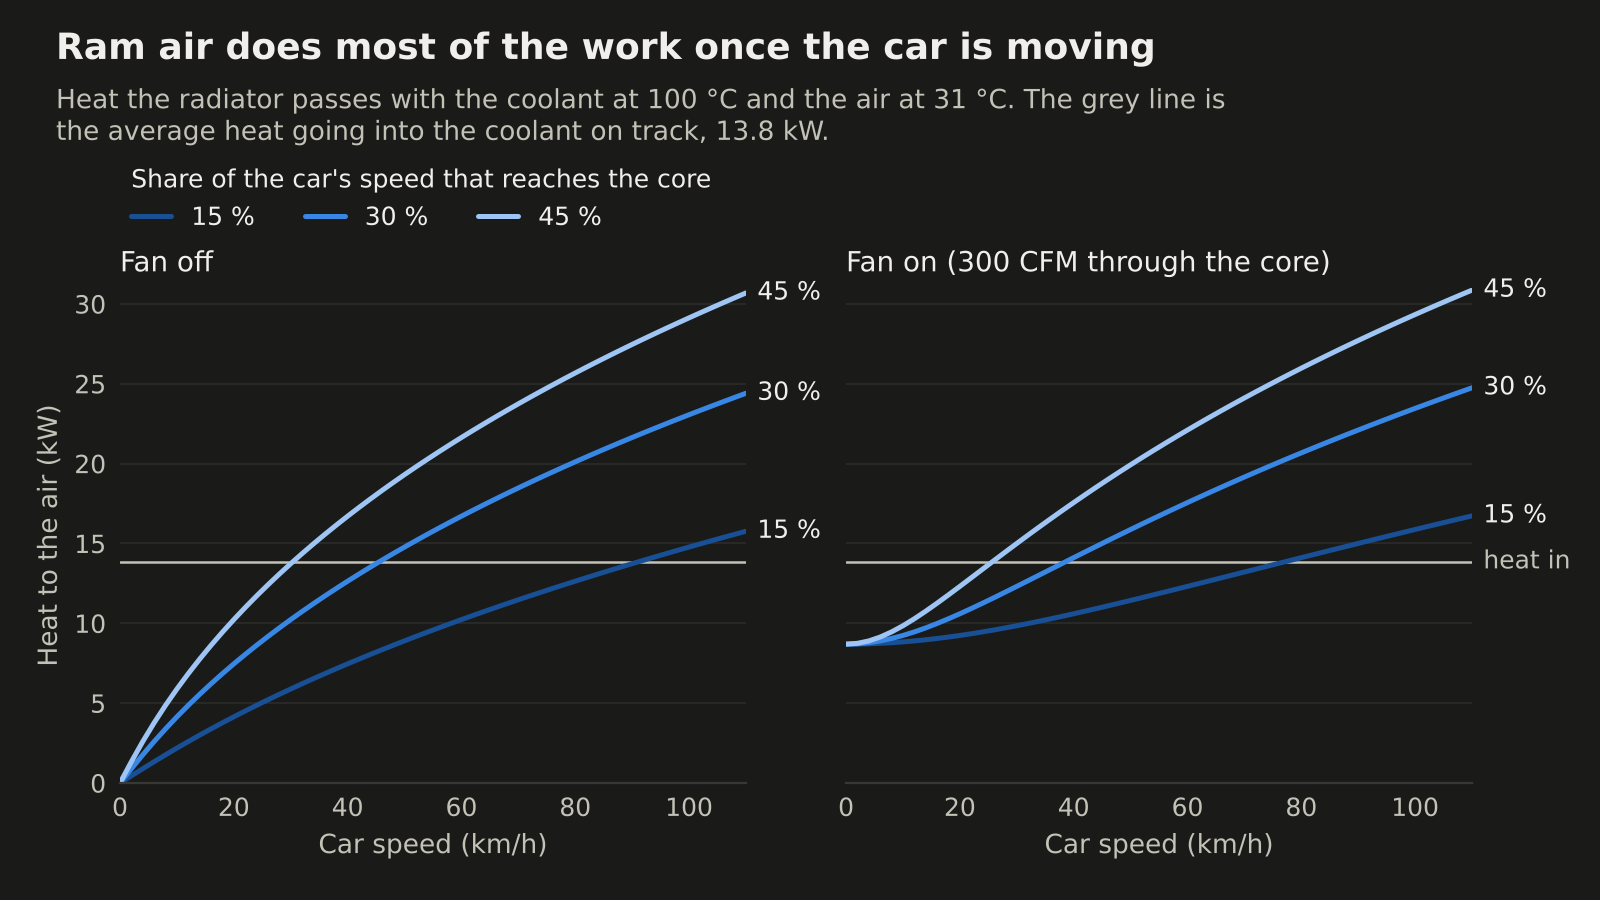 Ram air does most of the work once the car is moving
Heat the radiator passes with the coolant at 100 °C and the air at 31 °C. The grey line is
the average heat going into the coolant on track, 13.8 kW.
Share of the car's speed that reaches the core
15 %
30 %
45 %
Fan off
Heat to the air (kW)
30
25
20
15
10
5
0
45 %
30 %
15 %
0
20
40
60
80
100
Car speed (km/h)
Fan on (300 CFM through the core)
45 %
30 %
15 %
heat in
0
20
40
60
80
100
Car speed (km/h)